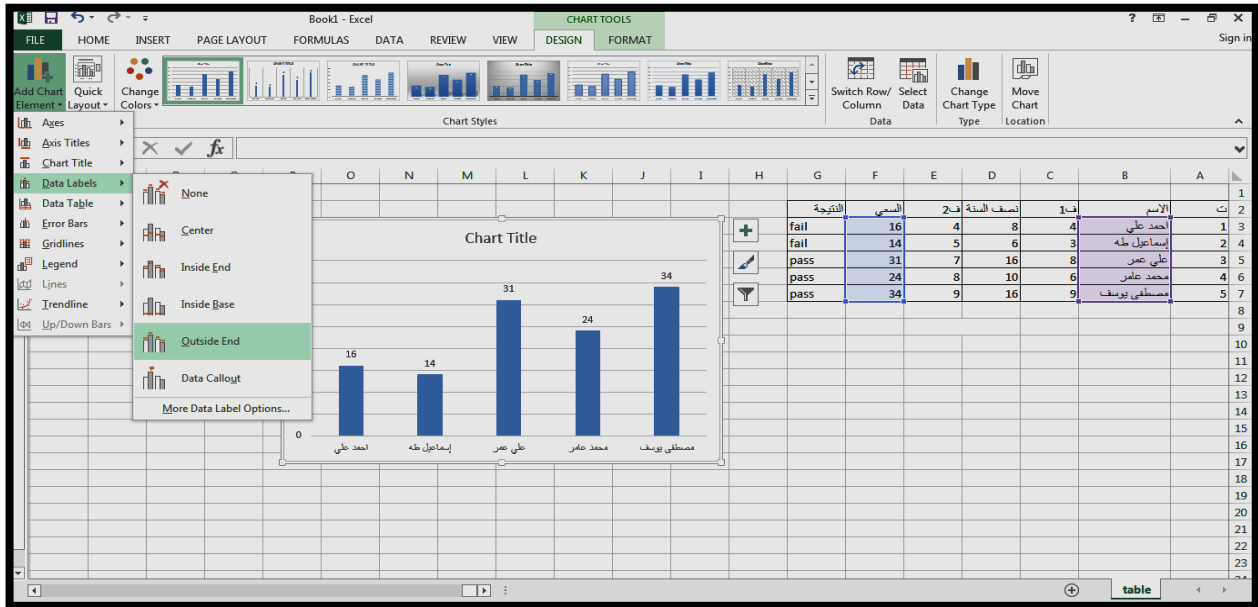 Book1 - Excel
CHART TOOLS
?
FILE HOME INSERT PAGE LAYOUT FORMULAS DATA REVIEW VIEW DESIGN FORMAT
Sign in
Add Chart Element
Quick Layout
Change Colors
Switch Row/ Column
Select Data
Change Chart Type
Move Chart
Chart Styles
Data
Type
Location
Axes
Axis Titles
Chart Title
Data Labels
Data Table
Error Bars
Gridlines
Legend
Lines
Trendline
Up/Down Bars
None
Center
Inside End
Inside Base
Outside End
Data Callout
More Data Label Options...
fx
O N M L K J I H G F E D C B A
ت الاسم ف1 نصف السنة ف2 السعي النتيجة
1 احمد علي 4 8 4 16 fail
2 إسماعيل طه 3 6 5 14 fail
3 علي عمر 8 16 7 31 pass
4 محمد عامر 6 10 8 24 pass
5 مصطفى يوسف 9 16 9 34 pass
1
2
3
4
5
6
7
8
9
10
11
12
13
14
15
16
17
18
19
20
21
22
23
Chart Title
16
14
31
24
34
0
احمد علي
إسماعيل طه
علي عمر
محمد عامر
مصطفى يوسف
table